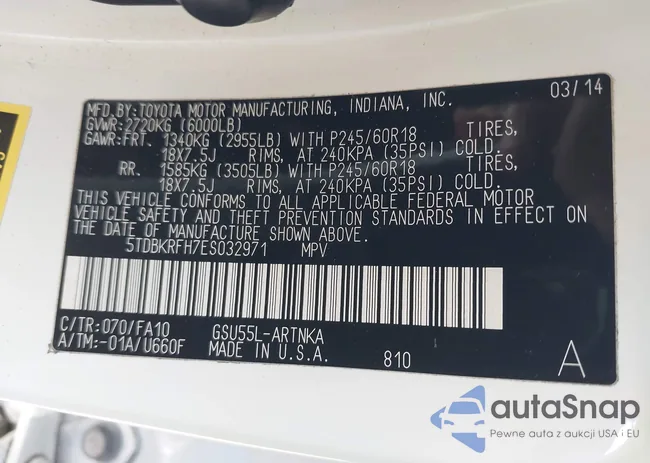 MFD.BY:TOYOTA MOTOR MANUFACTURING, INDIANA, INC. 03/14
GVWR:2720KG (6000LB)
GAWR:FRT. 1340KG (2955LB) WITH P245/60R18 TIRES,
18X7.5J RIMS, AT 240KPA (35PSI) COLD.
RR. 1585KG (3505LB) WITH P245/60R18 TIRES,
18X7.5J RIMS, AT 240KPA (35PSI) COLD.
THIS VEHICLE CONFORMS TO ALL APPLICABLE FEDERAL MOTOR
VEHICLE SAFETY AND THEFT PREVENTION STANDARDS IN EFFECT ON
THE DATE OF MANUFACTURE SHOWN ABOVE.
5TDBKRFH7ES032971 MPV
C/TR:070/FA10 GSU55L-ARTNKA
A/TM:-01A/U660F MADE IN U.S.A. 810 A
autaSnap
Pewne auta z aukcji USA i EU